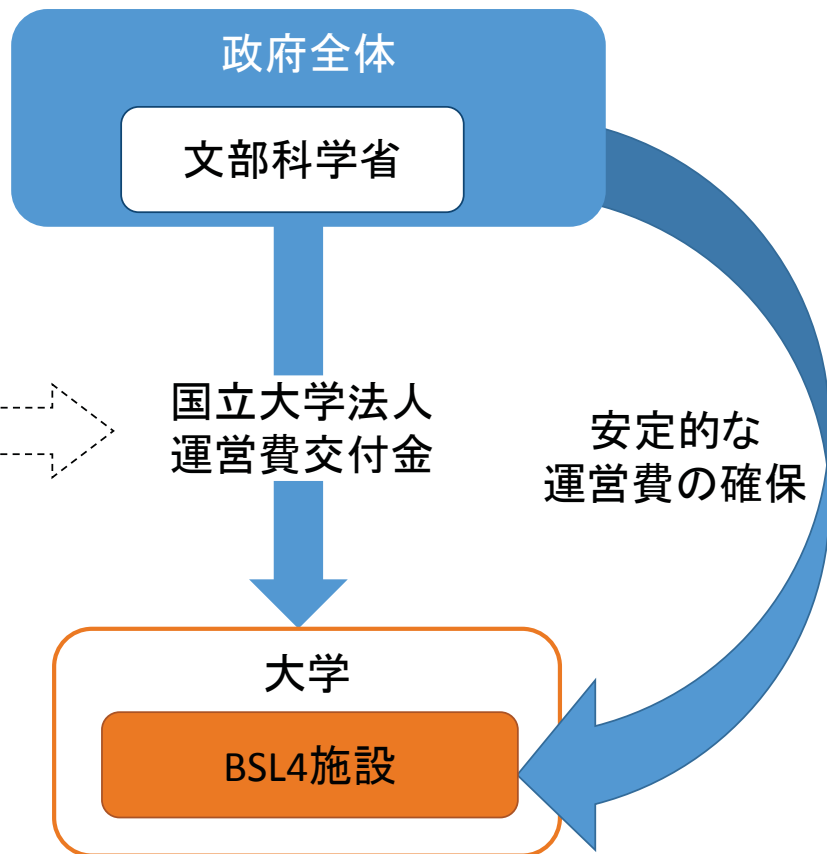 政府全体
文部科学省
国立大学法人
運営費交付金
安定的な
運営費の確保
大学
BSL4施設